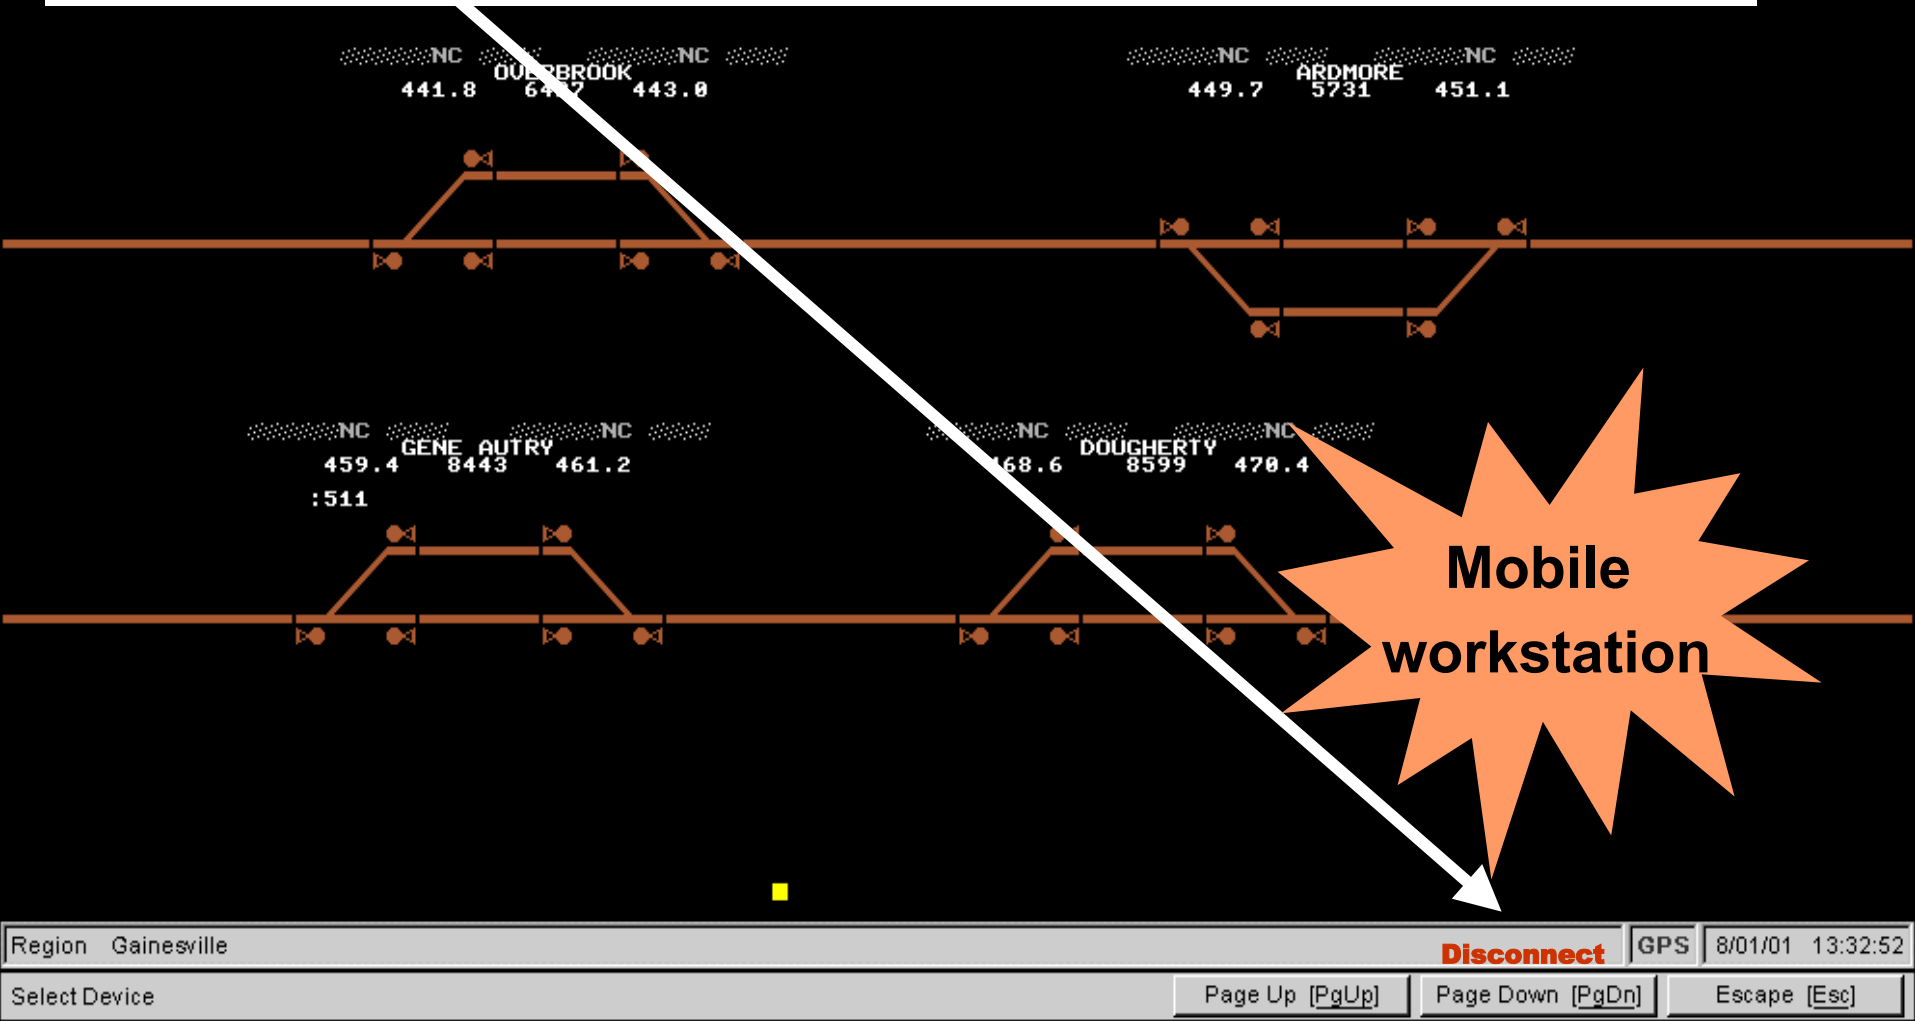 NC NC
OVERBROOK
441.8 443.0
NC NC
ARDMORE
449.7 5731 451.1
NC NC
GENE AUTRY
459.4 8443 461.2
:511
NC NC
DOUGHERTY
8599 470.4
Mobile
workstation
Region Gainesville
Disconnect
GPS
8/01/01 13:32:52
Select Device
Page Up [PgUp]
Page Down [PgDn]
Escape [Esc]